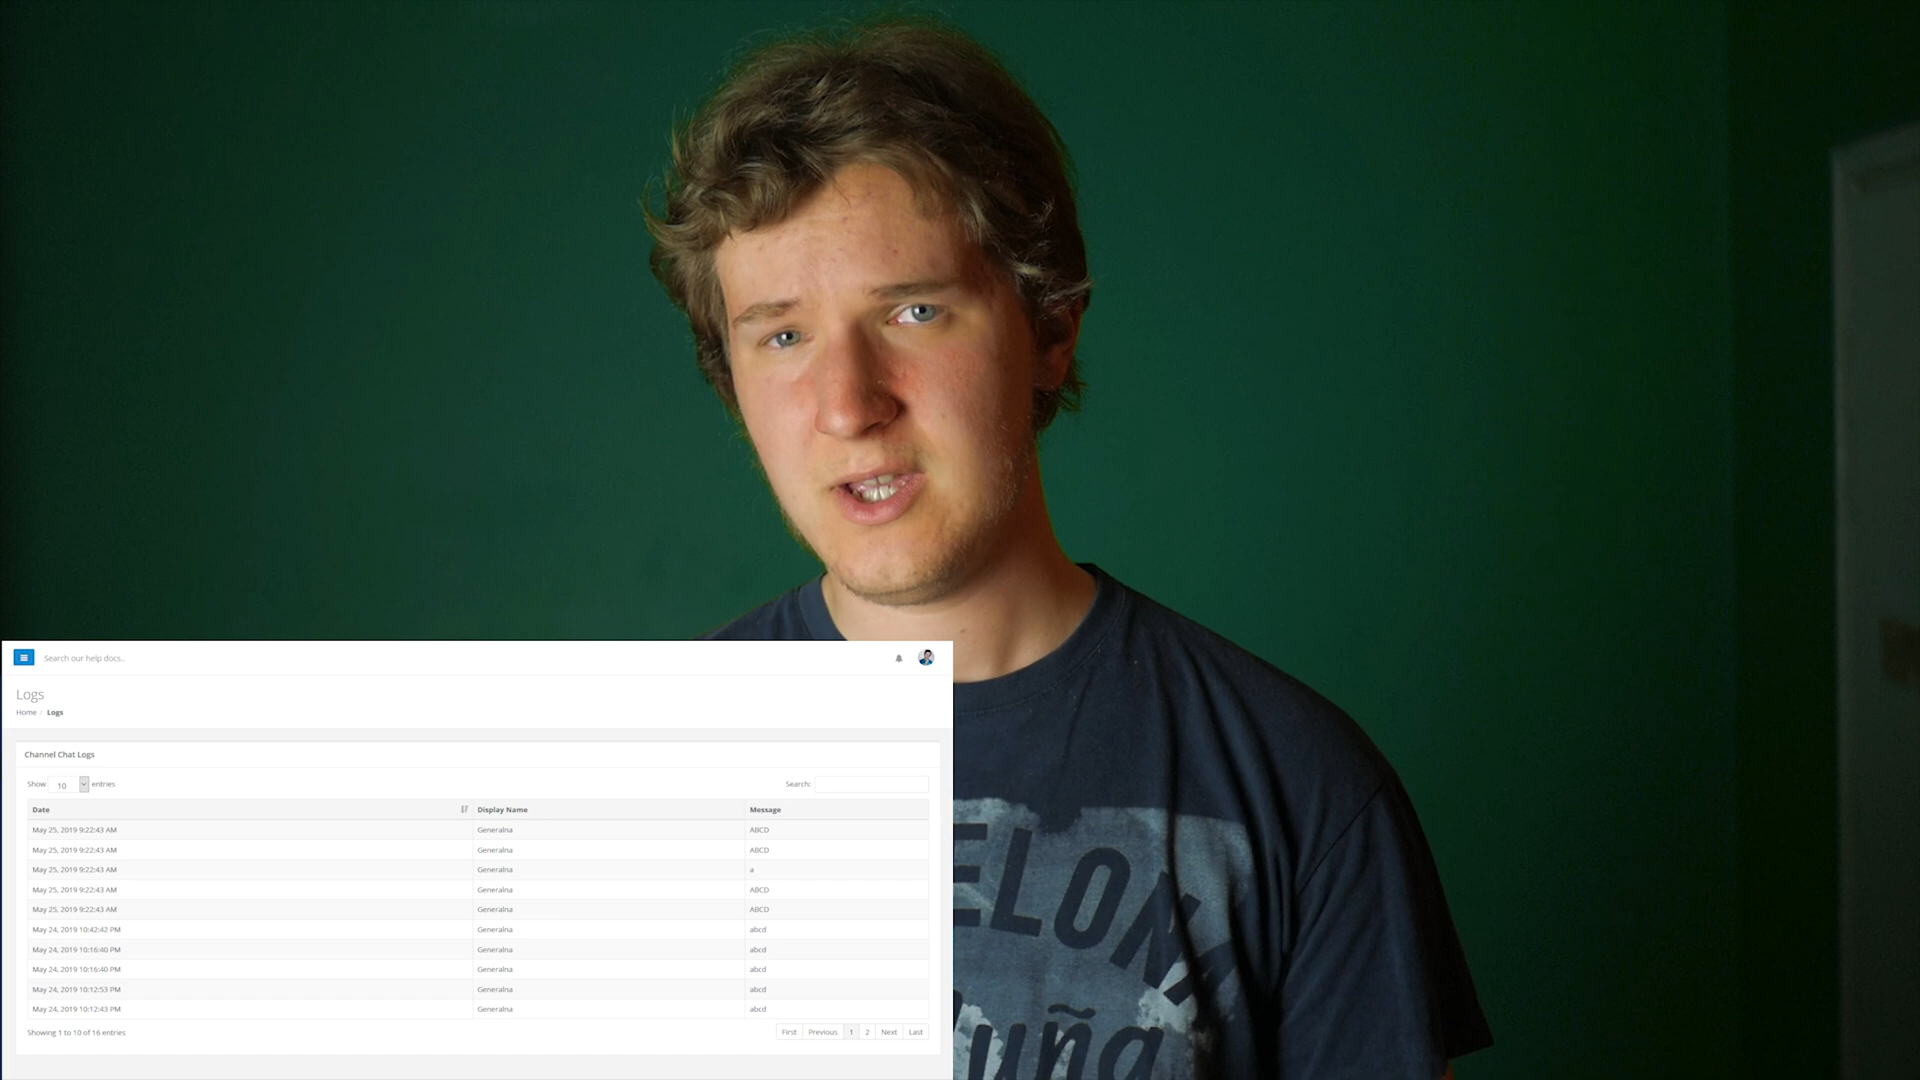 Search our help docs..
Logs
Home / Logs
Channel Chat Logs
Show 10 entries Search:
Date Display Name Message
May 25, 2019 9:22:43 AM Generalna ABCD
May 25, 2019 9:22:43 AM Generalna ABCD
May 25, 2019 9:22:43 AM Generalna a
May 25, 2019 9:22:43 AM Generalna ABCD
May 25, 2019 9:22:43 AM Generalna ABCD
May 24, 2019 10:42:42 PM Generalna abcd
May 24, 2019 10:16:40 PM Generalna abcd
May 24, 2019 10:16:40 PM Generalna abcd
May 24, 2019 10:12:53 PM Generalna abcd
May 24, 2019 10:12:43 PM Generalna abcd
Showing 1 to 10 of 16 entries First Previous 1 2 Next Last
ELONA
uña